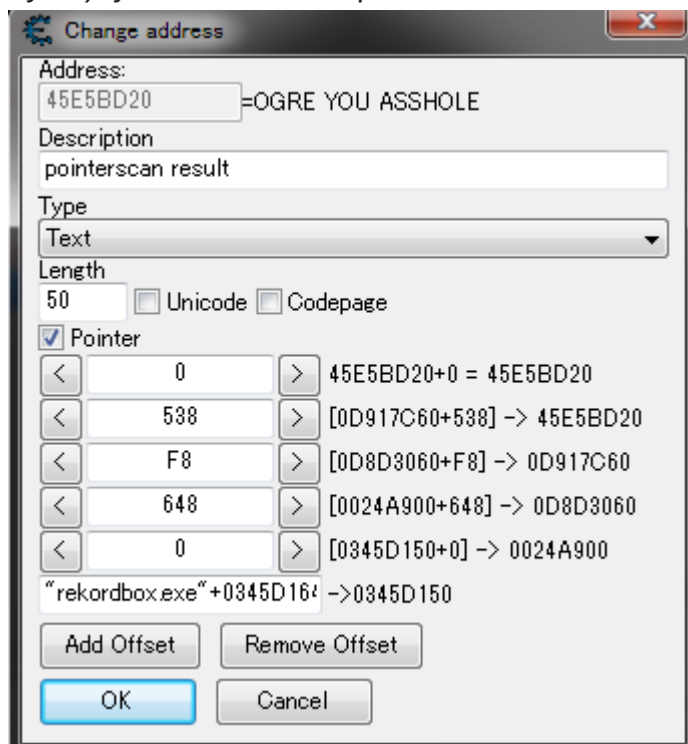 Change address
Address:
45E5BD20 =OGRE YOU ASSHOLE
Description
pointerscan result
Type
Text
Length
50 Unicode Codepage
Pointer
< 0 > 45E5BD20+0 = 45E5BD20
< 538 > [0D917C60+538] -> 45E5BD20
< F8 > [0D8D3060+F8] -> 0D917C60
< 648 > [0024A900+648] -> 0D8D3060
< 0 > [0345D150+0] -> 0024A900
"rekordbox.exe"+0345D164 ->0345D150
Add Offset Remove Offset
OK Cancel